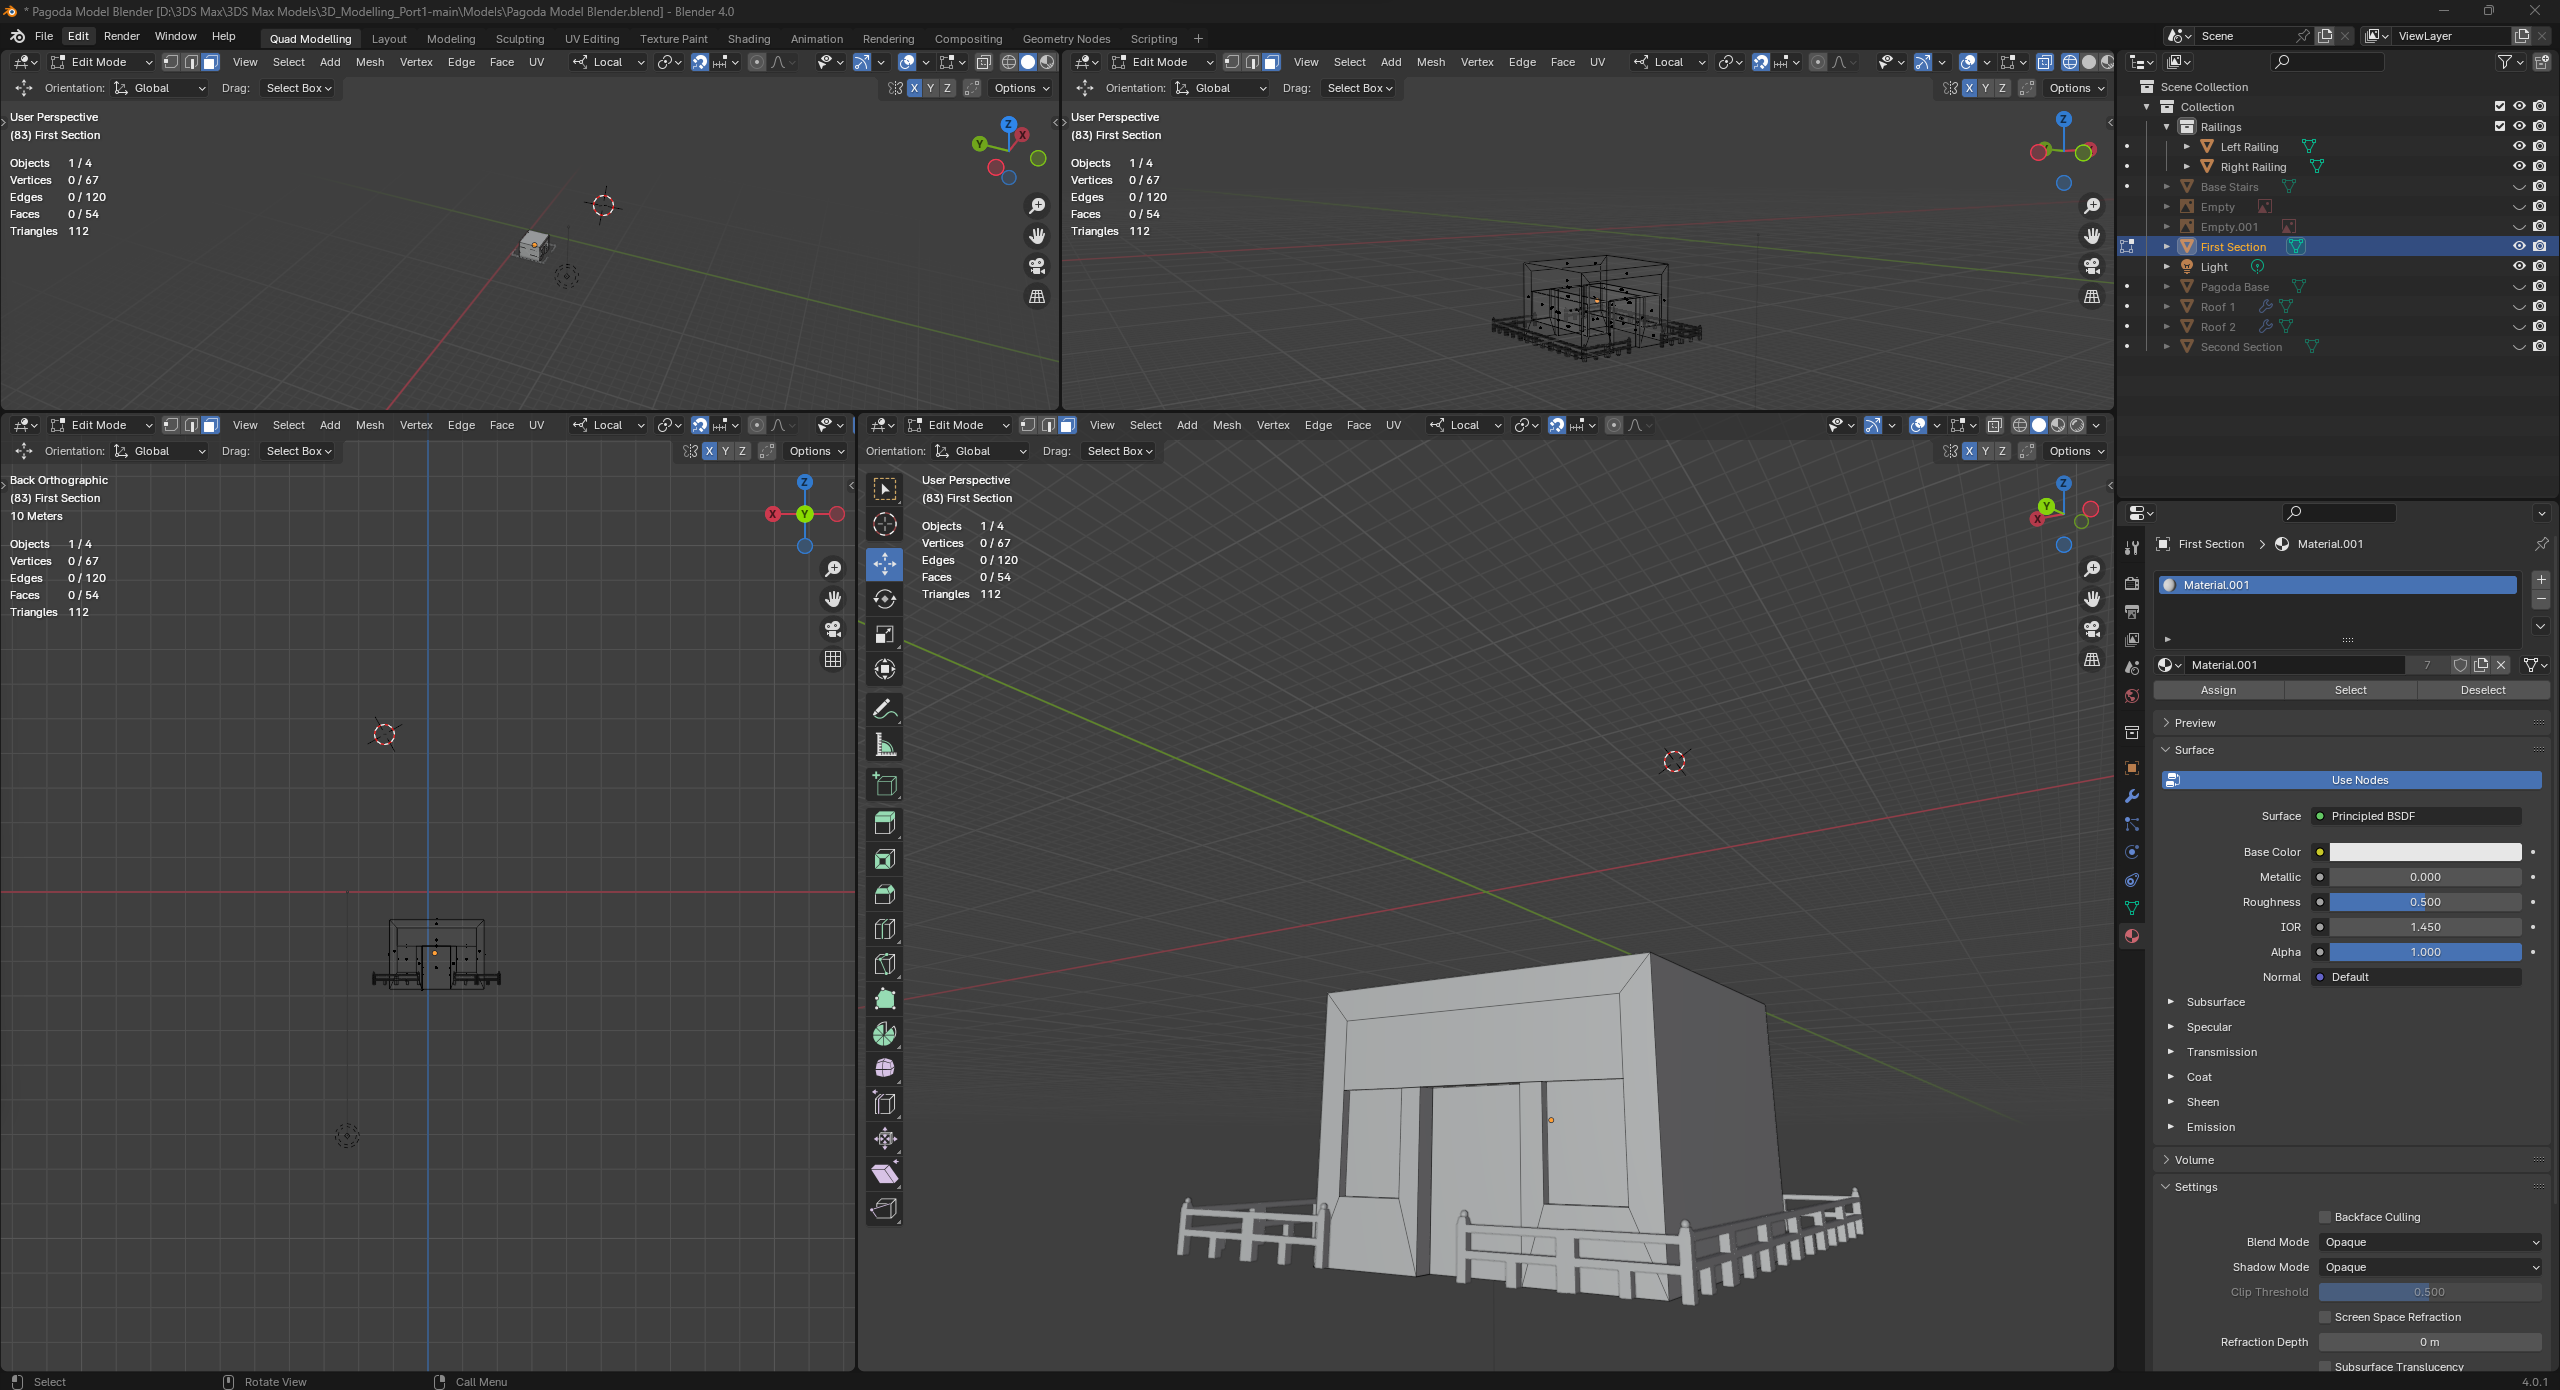 * Pagoda Model Blender [D:\3DS Max\3DS Max Models\3D_Modelling_Port1-main\Models\Pagoda Model Blender.blend] - Blender 4.0
File Edit Render Window Help Quad Modelling Layout Modeling Sculpting UV Editing Texture Paint Shading Animation Rendering Compositing Geometry Nodes Scripting + Scene ViewLayer
Edit Mode View Select Add Mesh Vertex Edge Face UV Local
Orientation: Global Drag: Select Box X Y Z Options
User Perspective
(83) First Section
Objects 1 / 4
Vertices 0 / 67
Edges 0 / 120
Faces 0 / 54
Triangles 112
Z
X
Y
Edit Mode View Select Add Mesh Vertex Edge Face UV Local
Orientation: Global Drag: Select Box X Y Z Options
User Perspective
(83) First Section
Objects 1 / 4
Vertices 0 / 67
Edges 0 / 120
Faces 0 / 54
Triangles 112
Z
Scene Collection
Collection
Railings
Left Railing
Right Railing
Base Stairs
Empty
Empty.001
First Section
Light
Pagoda Base
Roof 1
Roof 2
Second Section
Edit Mode View Select Add Mesh Vertex Edge Face UV Local
Orientation: Global Drag: Select Box X Y Z Options
Back Orthographic
(83) First Section
10 Meters
Objects 1 / 4
Vertices 0 / 67
Edges 0 / 120
Faces 0 / 54
Triangles 112
Z
X Y
Edit Mode View Select Add Mesh Vertex Edge Face UV Local
Orientation: Global Drag: Select Box X Y Z Options
User Perspective
(83) First Section
Objects 1 / 4
Vertices 0 / 67
Edges 0 / 120
Faces 0 / 54
Triangles 112
Z
Y
X
First Section Material.001
Material.001
Material.001 7
Assign Select Deselect
Preview
Surface
Use Nodes
Surface Principled BSDF
Base Color
Metallic 0.000
Roughness 0.500
IOR 1.450
Alpha 1.000
Normal Default
Subsurface
Specular
Transmission
Coat
Sheen
Emission
Volume
Settings
Backface Culling
Blend Mode Opaque
Shadow Mode Opaque
Clip Threshold 0.500
Screen Space Refraction
Refraction Depth 0 m
Subsurface Translucency
Select Rotate View Call Menu 4.0.1